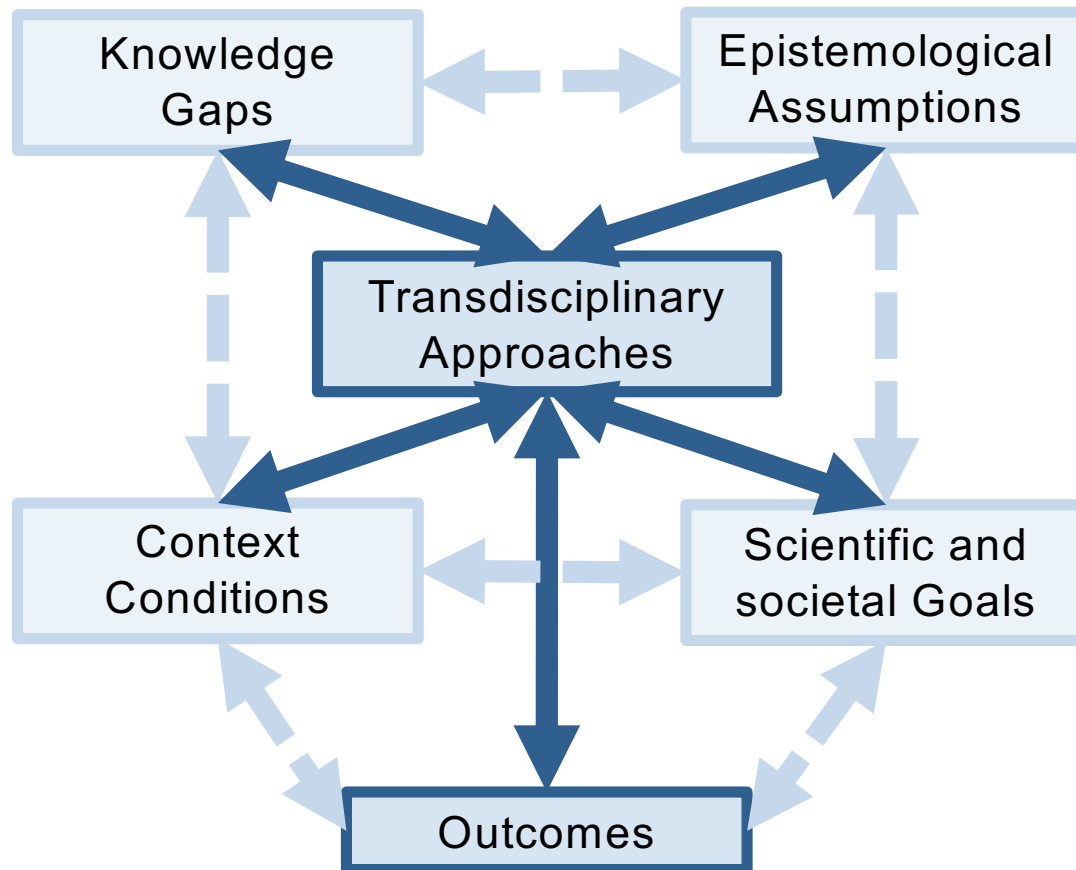 Knowledge
Gaps
Epistemological
Assumptions
Transdisciplinary
Approaches
Context
Conditions
Scientific and
societal Goals
Outcomes